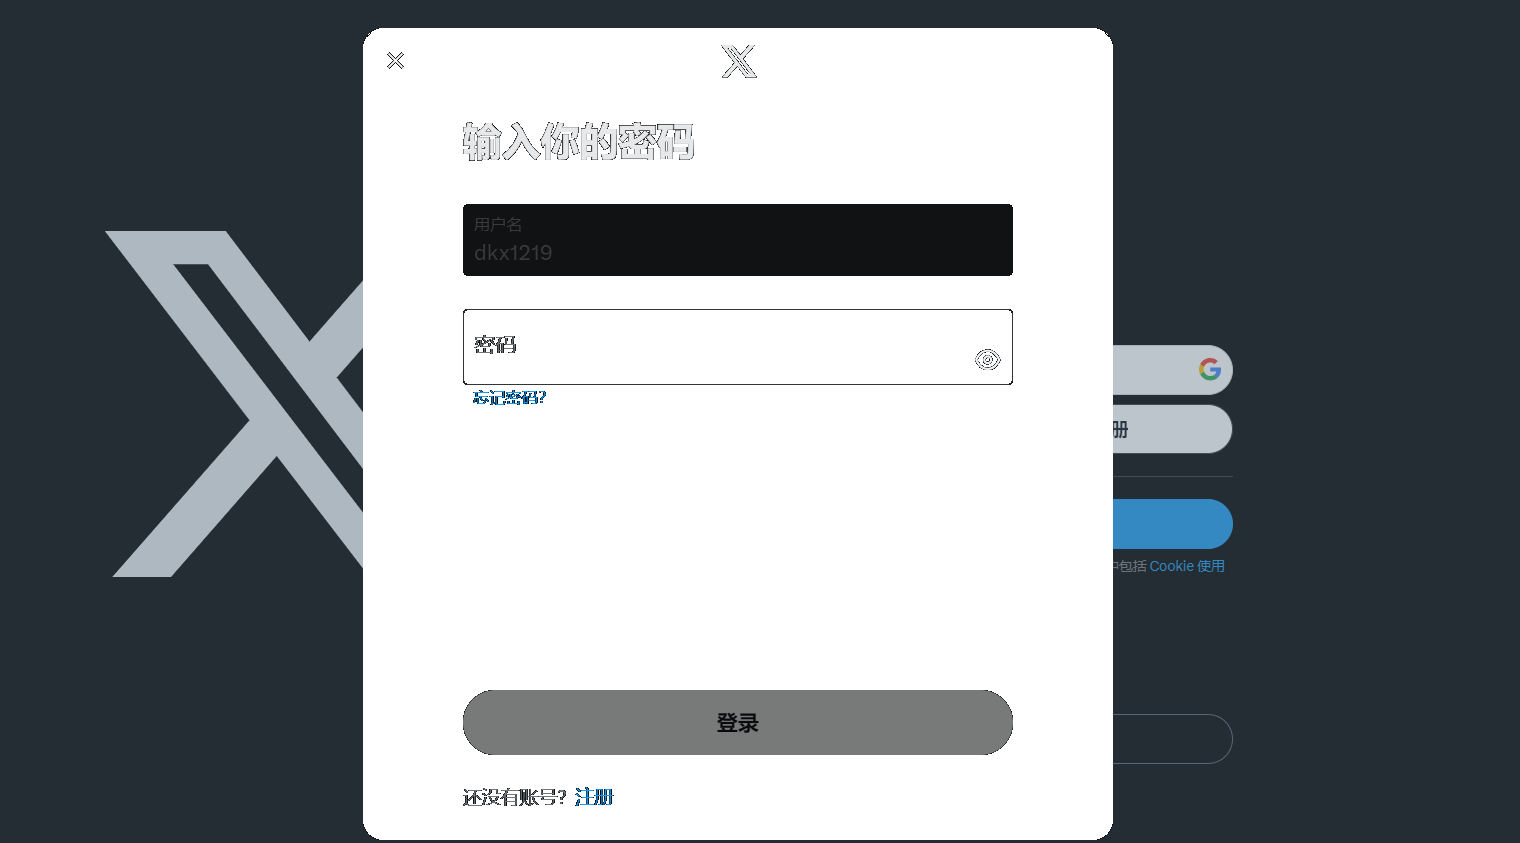 输入你的密码
用户名
dkx1219
密码
忘记密码?
登录
还没有账号? 注册
册
包括 Cookie 使用